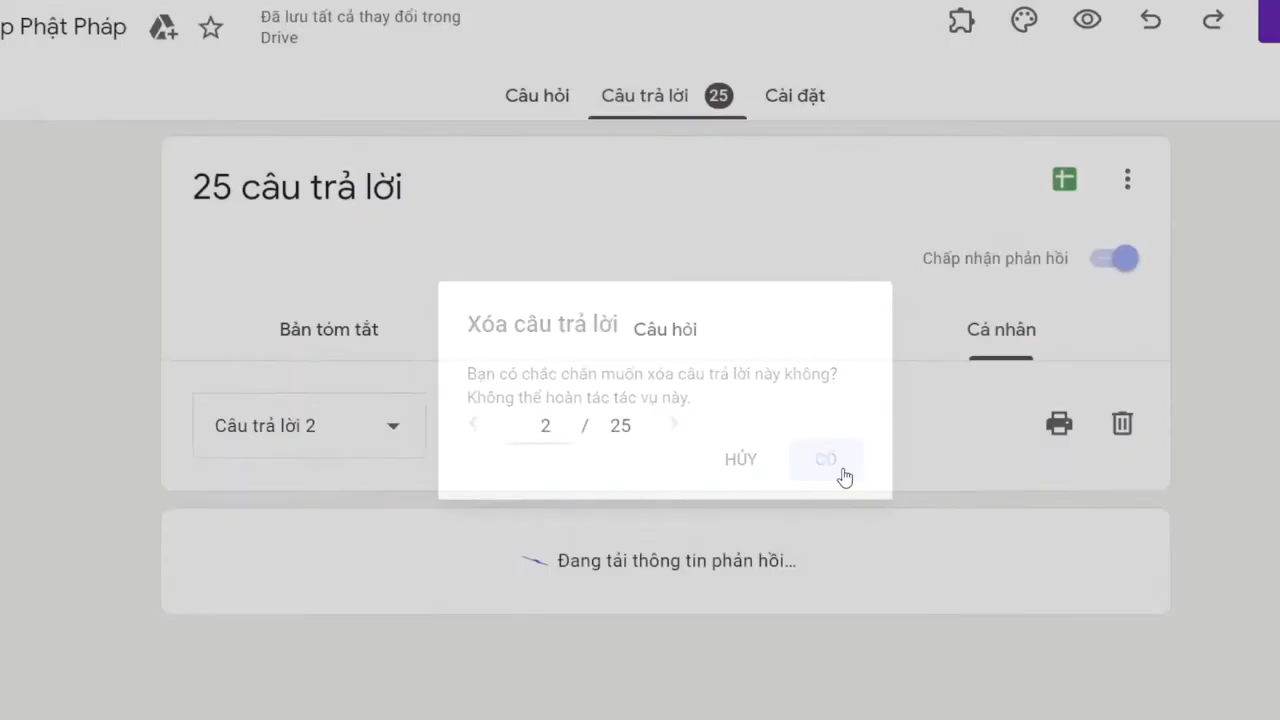 p Phật Pháp
Đã lưu tất cả thay đổi trong
Drive
Câu hỏi
Câu trả lời 25
Cài đặt
25 câu trả lời
Chấp nhận phản hồi
Bản tóm tắt
Xóa câu trả lời
Câu hỏi
Cá nhân
Bạn có chắc chắn muốn xóa câu trả lời này không?
Không thể hoàn tác tác vụ này.
Câu trả lời 2
2 / 25
HỦY
CÓ
Đang tải thông tin phản hồi...